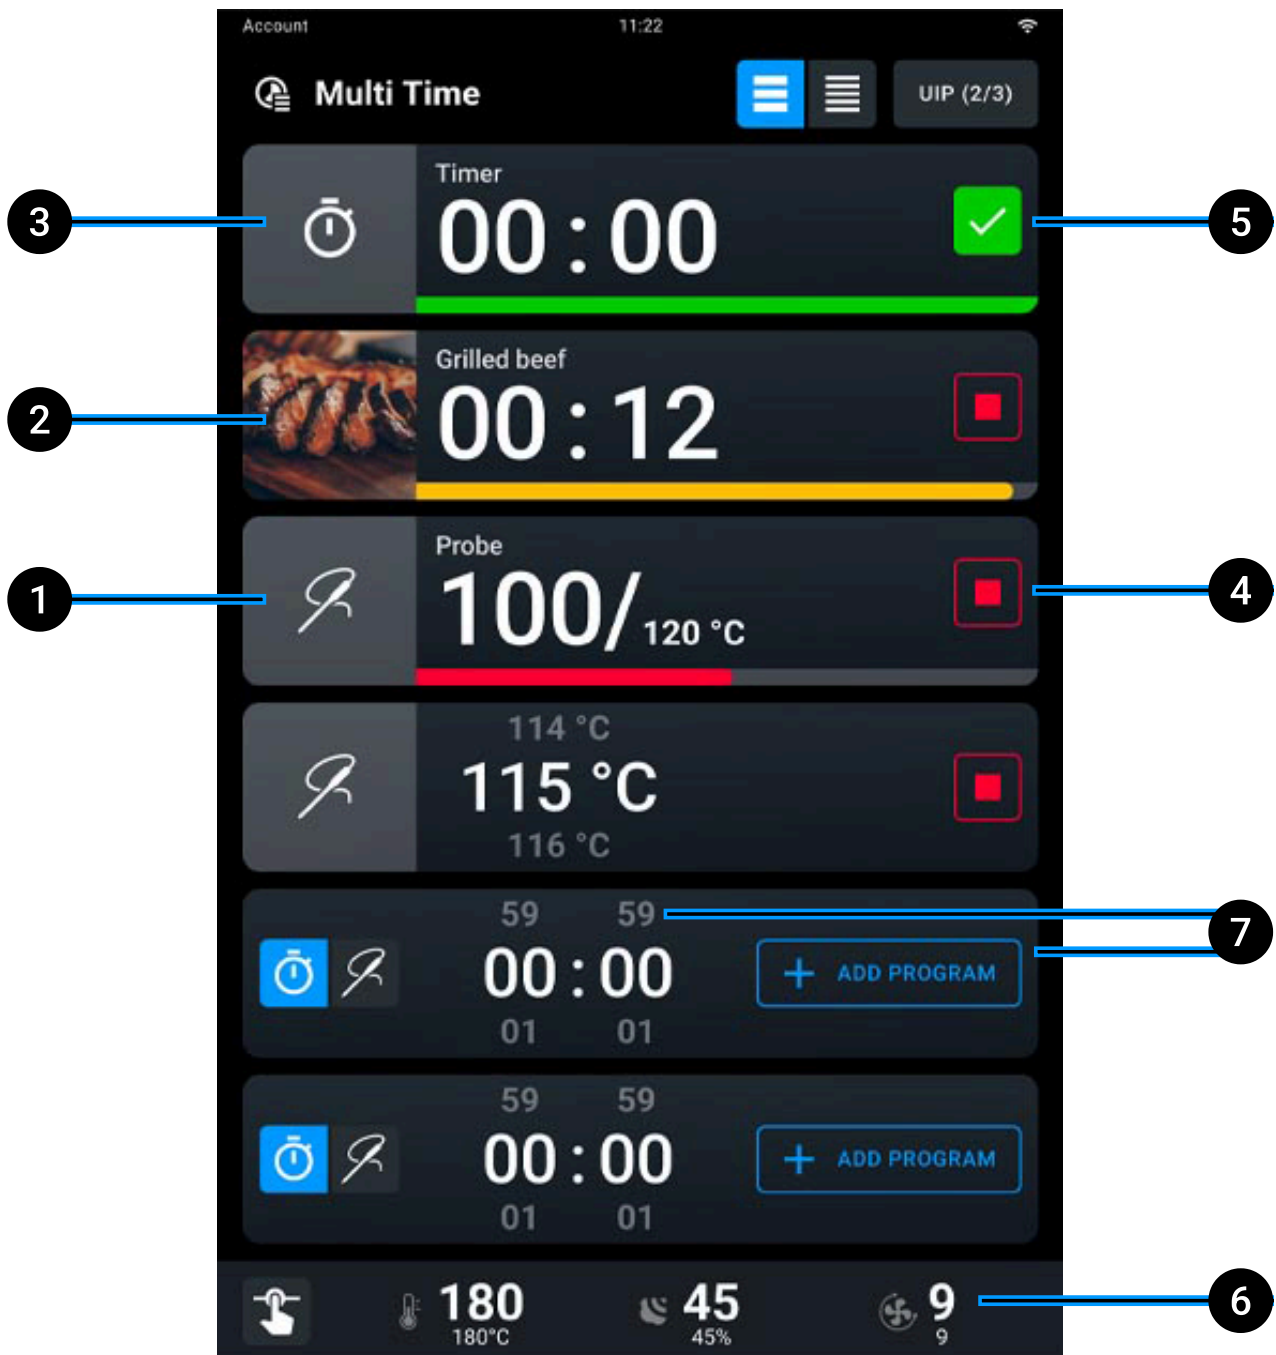 Account 11:22
Multi Time UIP (2/3)
Timer
3 00:00 5
Grilled beef
2 00:12
Probe
1 100/120 °C 4
114 °C
115 °C
116 °C
59 59
7
00:00 + ADD PROGRAM
01 01
59 59
00:00 + ADD PROGRAM
01 01
180 45 9 6
180°C 45% 9